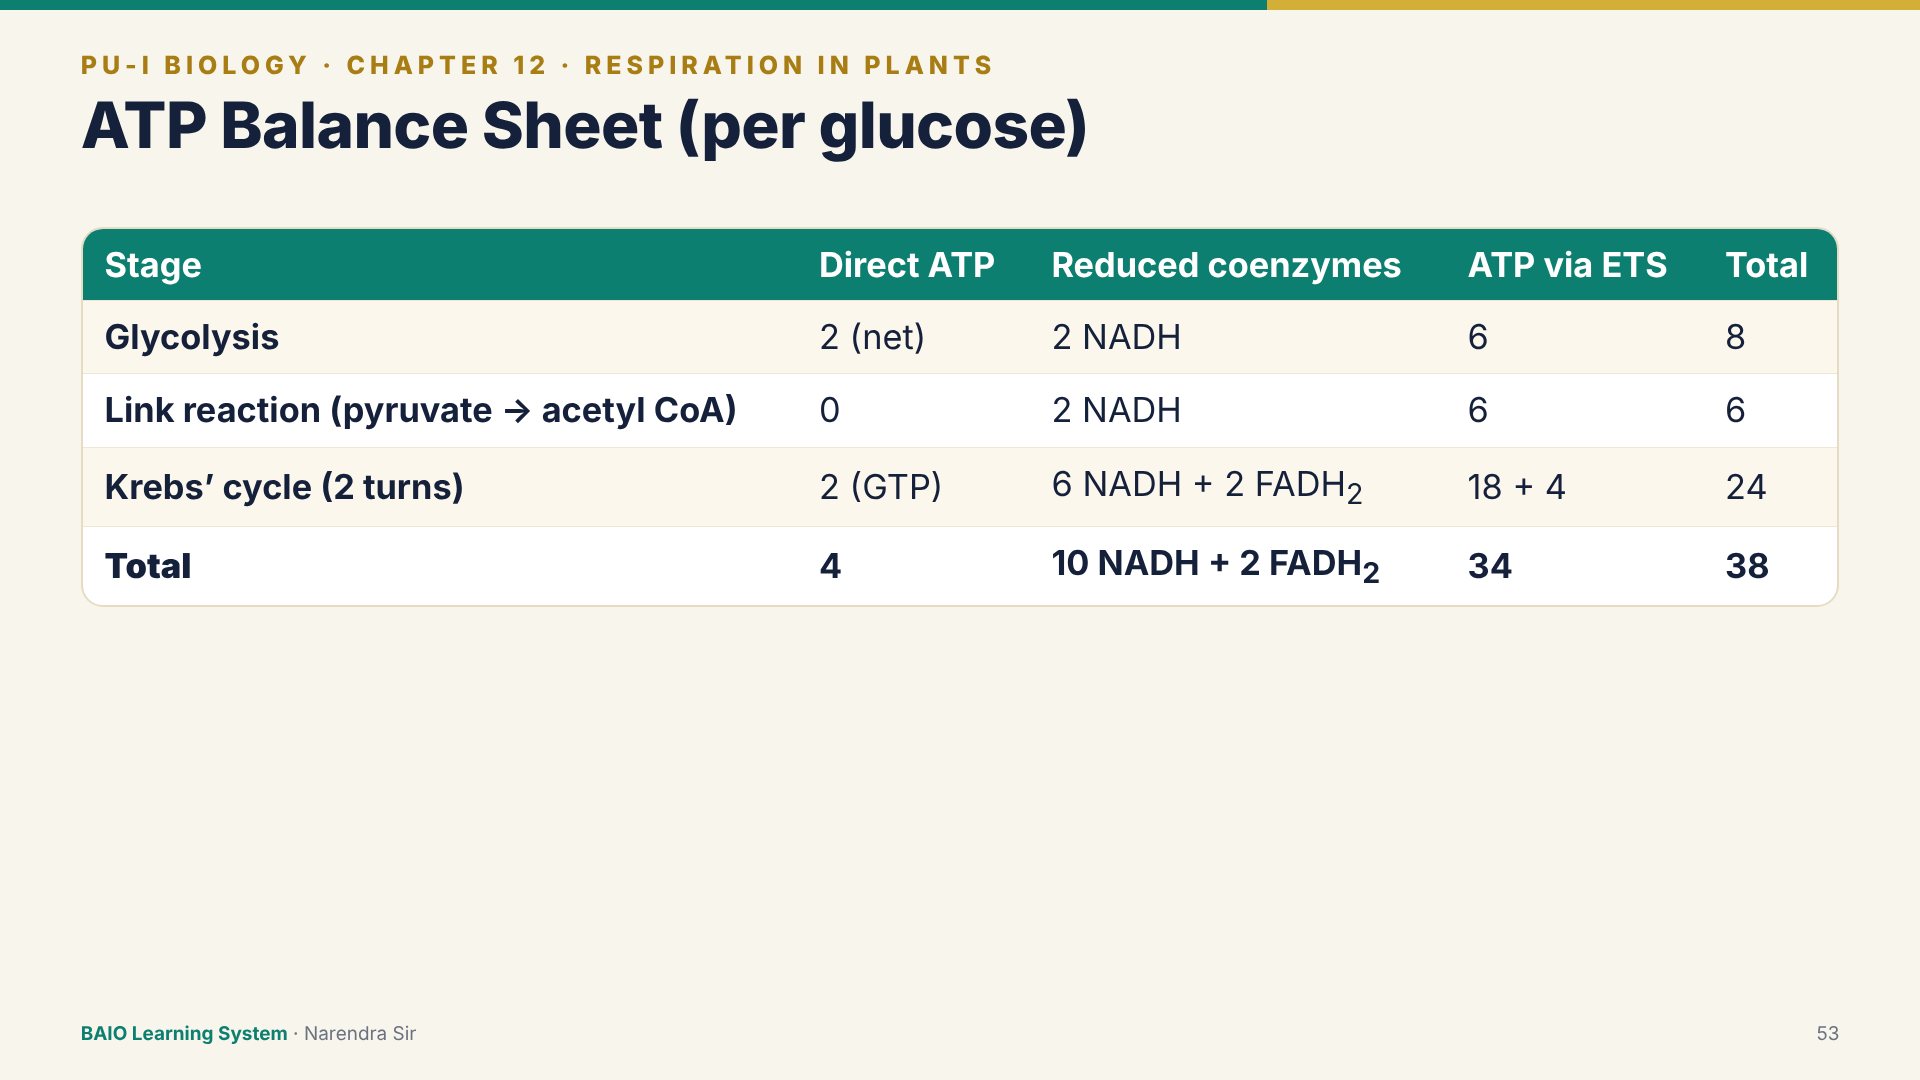 PU-I BIOLOGY · CHAPTER 12 · RESPIRATION IN PLANTS
ATP Balance Sheet (per glucose)
Stage Direct ATP Reduced coenzymes ATP via ETS Total
Glycolysis 2 (net) 2 NADH 6 8
Link reaction (pyruvate → acetyl CoA) 0 2 NADH 6 6
Krebs’ cycle (2 turns) 2 (GTP) 6 NADH + 2 FADH₂ 18 + 4 24
Total 4 10 NADH + 2 FADH₂ 34 38
BAIO Learning System · Narendra Sir 53